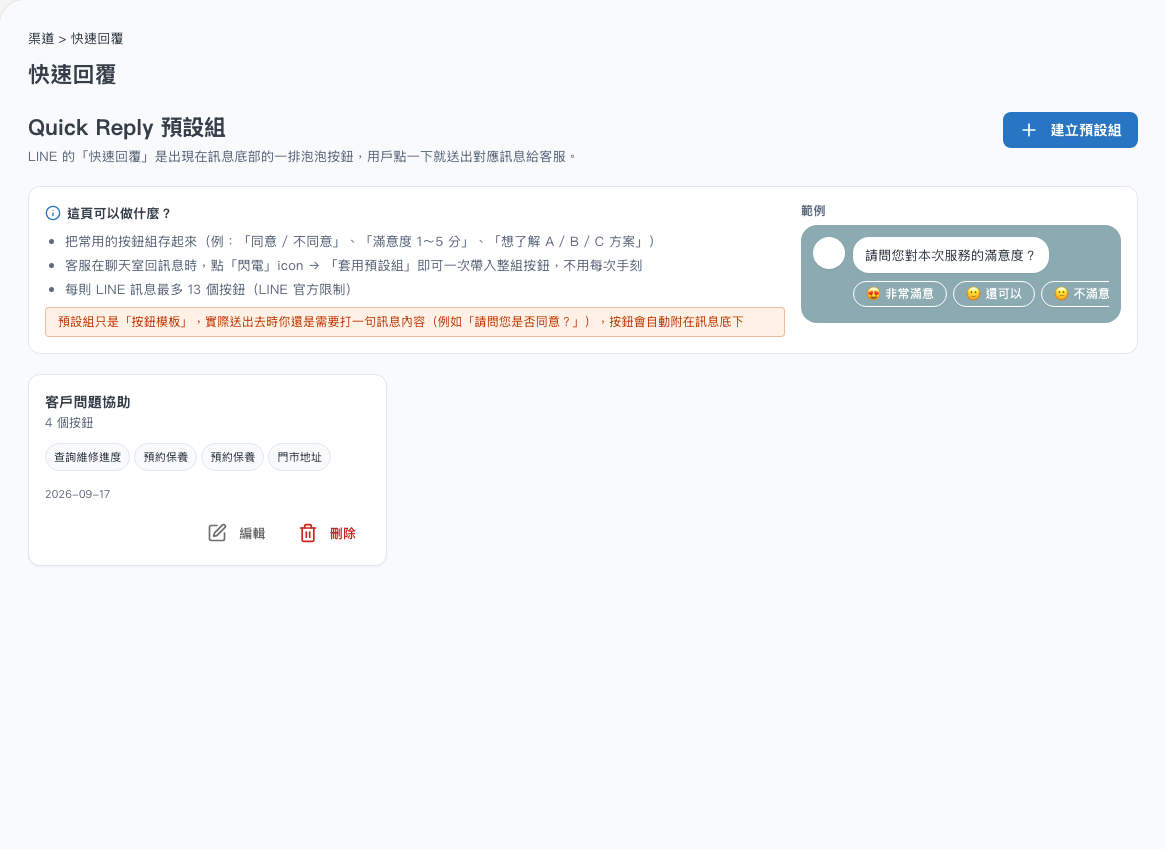 渠道 > 快速回覆
快速回覆
Quick Reply 預設組
建立預設組
LINE 的「快速回覆」是出現在訊息底部的一排泡泡按鈕，用戶點一下就送出對應訊息給客服。
這頁可以做什麼？
把常用的按鈕組存起來（例：「同意 / 不同意」、「滿意度 1～5 分」、「想了解 A / B / C 方案」）
客服在聊天室回訊息時，點「閃電」icon → 「套用預設組」即可一次帶入整組按鈕，不用每次手刻
每則 LINE 訊息最多 13 個按鈕（LINE 官方限制）
預設組只是「按鈕模板」，實際送出去時你還是需要打一句訊息內容（例如「請問您是否同意？」），按鈕會自動附在訊息底下
範例
請問您對本次服務的滿意度？
😍 非常滿意 🙂 還可以 🙁 不滿意
客戶問題協助
4 個按鈕
查詢維修進度 預約保養 預約保養 門市地址
2026-09-17
編輯 刪除